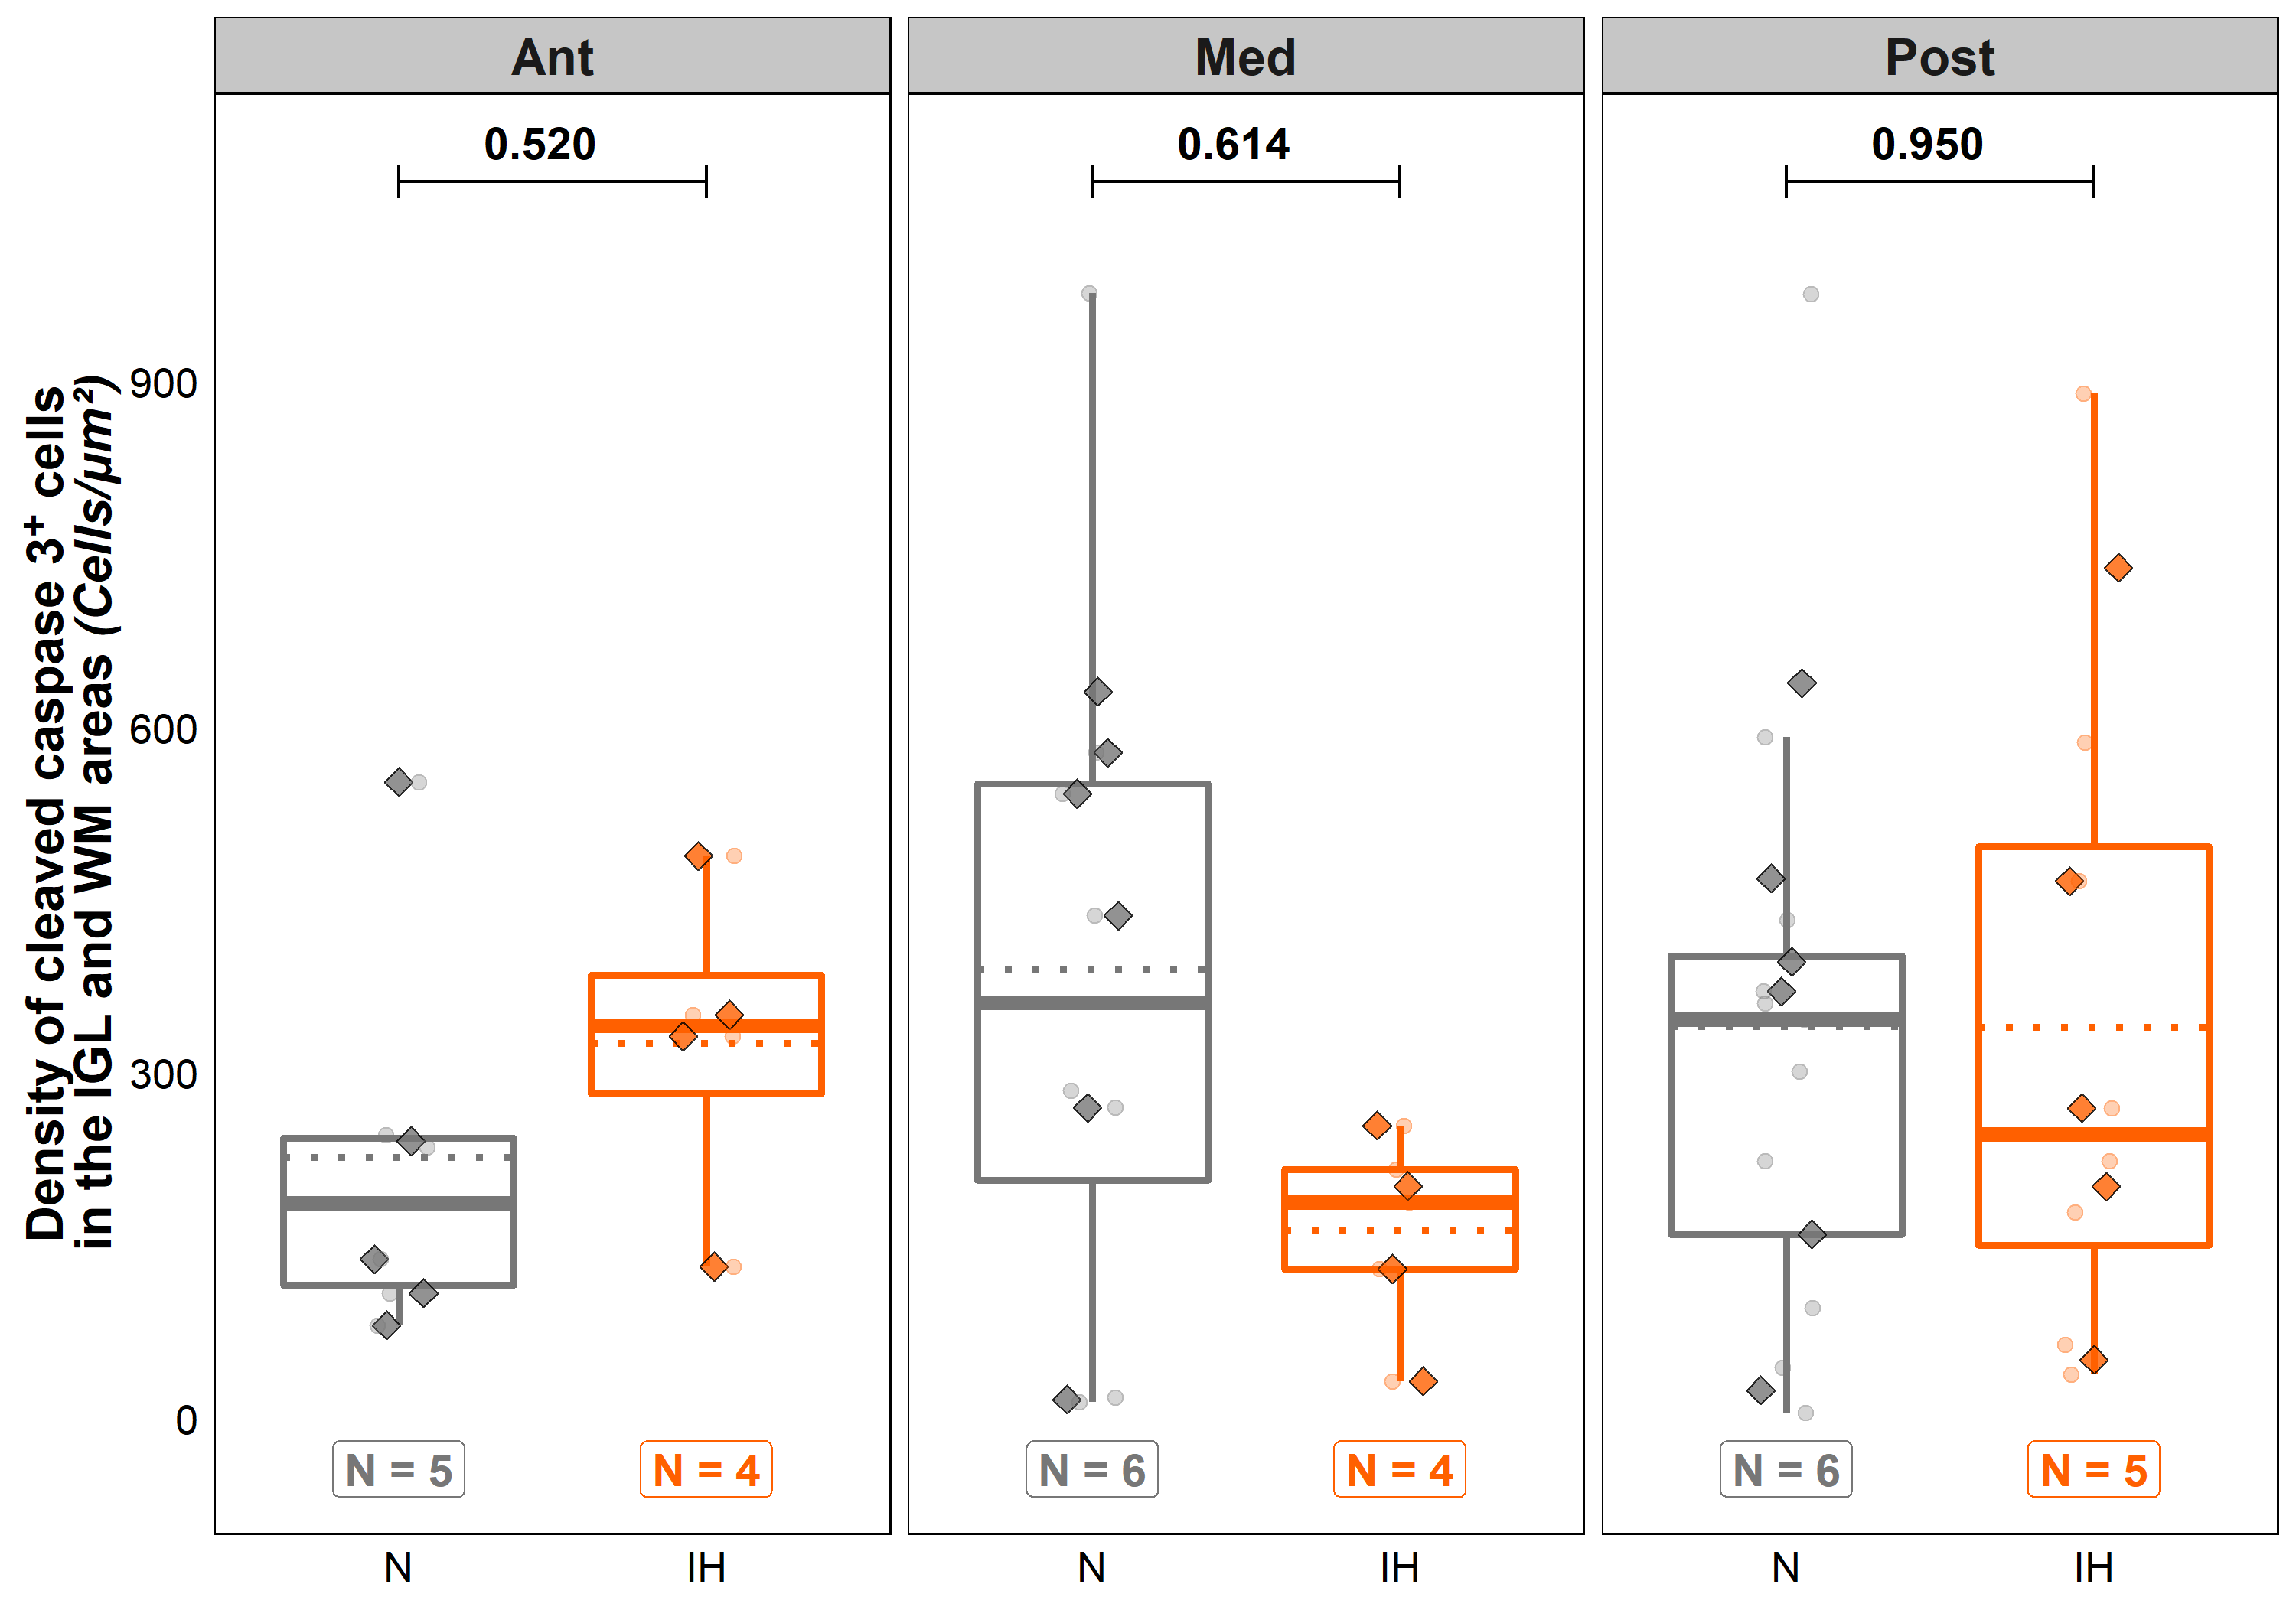 Ant
Med
Post
0.520
0.614
0.950
Density of cleaved caspase 3⁺ cells
in the IGL and WM areas (Cells/µm²)
900
600
300
0
N = 5
N = 4
N = 6
N = 4
N = 6
N = 5
N
IH
N
IH
N
IH